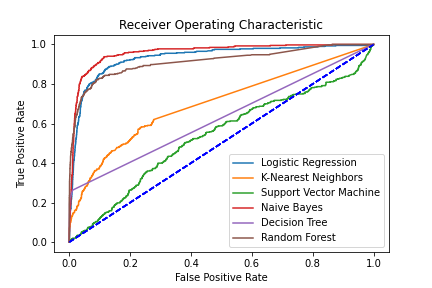 Receiver Operating Characteristic
True Positive Rate
1.0
0.8
0.6
0.4
0.2
0.0
Logistic Regression
K-Nearest Neighbors
Support Vector Machine
Naive Bayes
Decision Tree
Random Forest
0.0 0.2 0.4 0.6 0.8 1.0
False Positive Rate